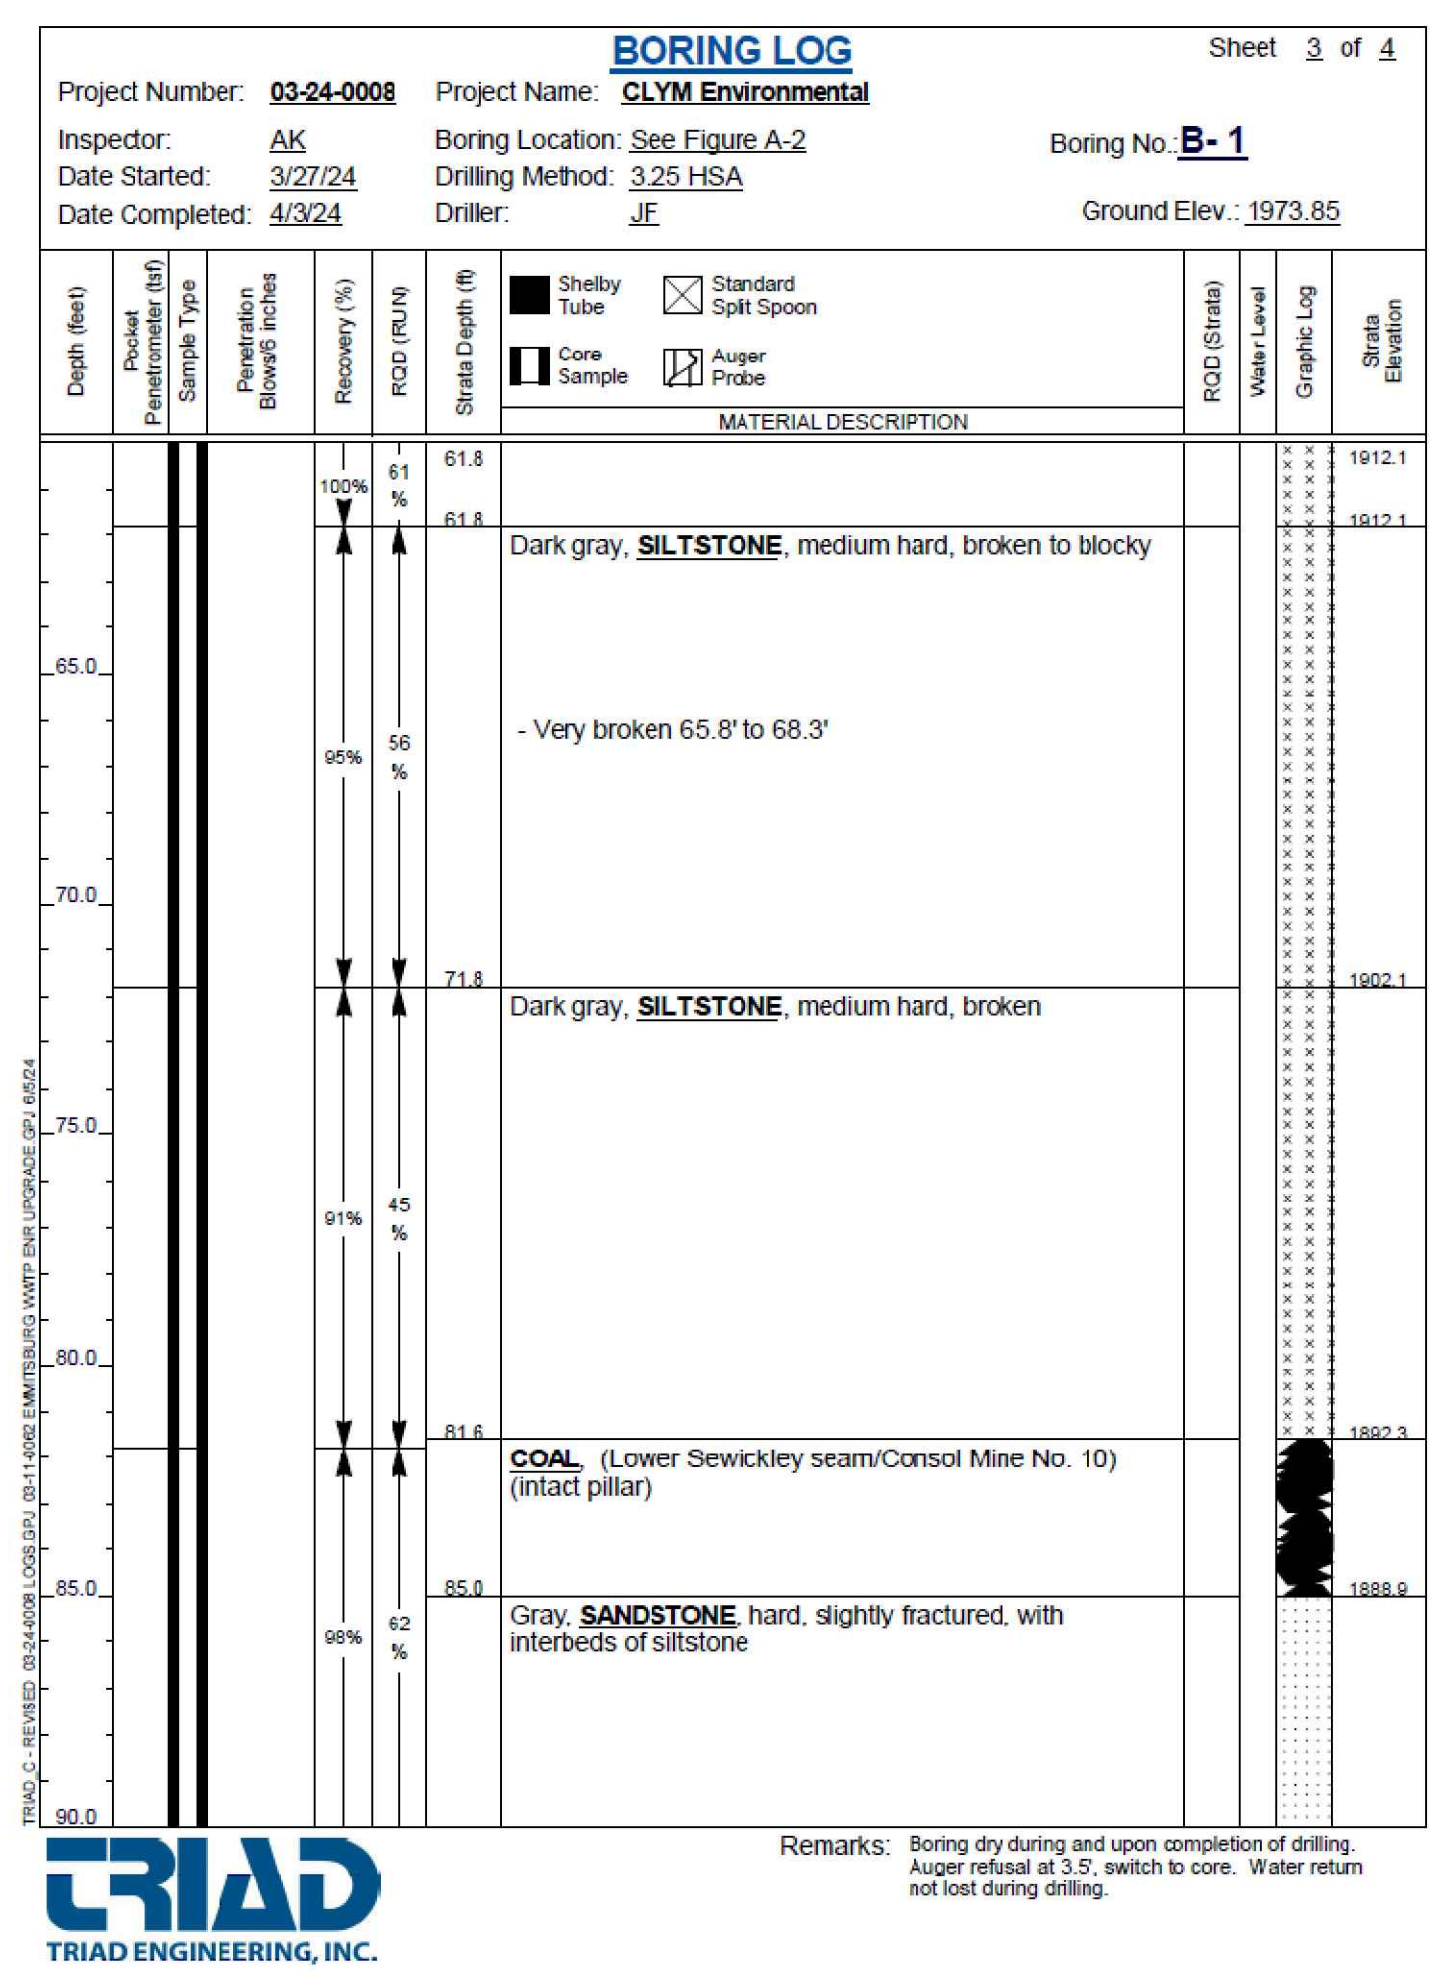 BORING LOG
Sheet 3 of 4
Project Number: 03-24-0008 Project Name: CLYM Environmental
Inspector: AK Boring Location: See Figure A-2
Boring No.: B- 1
Date Started: 3/27/24 Drilling Method: 3.25 HSA
Date Completed: 4/3/24 Driller: JF
Ground Elev.: 1973.85
Depth (feet)
Pocket
Penetrometer (tsf)
Sample Type
Penetration
Blows/6 inches
Recovery (%)
RQD (RUN)
Strata Depth (ft)
Shelby
Tube
Standard
Split Spoon
Core
Sample
Auger
Probe
MATERIAL DESCRIPTION
RQD (Strata)
Water Level
Graphic Log
Strata
Elevation
61.8 1912.1
100% 61
%
61.8 1912.1
Dark gray, SILTSTONE, medium hard, broken to blocky
65.0
- Very broken 65.8' to 68.3'
95% 56
%
70.0
71.8 1902.1
Dark gray, SILTSTONE, medium hard, broken
75.0
91% 45
%
80.0
81.6 1892.3
COAL, (Lower Sewickley seam/Consol Mine No. 10)
(intact pillar)
85.0 85.0 1888.9
Gray, SANDSTONE, hard, slightly fractured, with
interbeds of siltstone
98% 62
%
90.0
TRIAD_C - REVISED 03-24-0008 LOGS.GPJ 03-11-0062 EMMITSBURG WWTP ENR UPGRADE.GPJ 6/5/24
Remarks: Boring dry during and upon completion of drilling.
Auger refusal at 3.5', switch to core. Water return
not lost during drilling.
TRIAD
TRIAD ENGINEERING, INC.